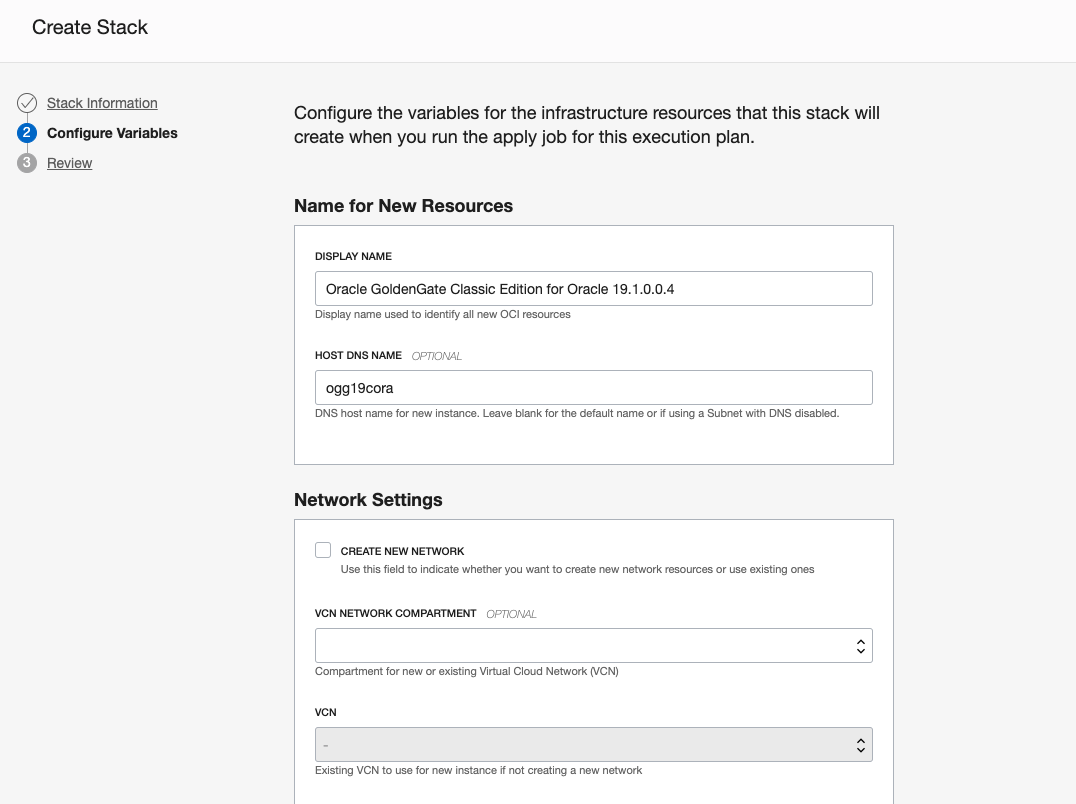 Create Stack
Stack Information
2 Configure Variables
3 Review
Configure the variables for the infrastructure resources that this stack will
create when you run the apply job for this execution plan.
Name for New Resources
DISPLAY NAME
Oracle GoldenGate Classic Edition for Oracle 19.1.0.0.4
Display name used to identify all new OCI resources
HOST DNS NAME OPTIONAL
ogg19cora
DNS host name for new instance. Leave blank for the default name or if using a Subnet with DNS disabled.
Network Settings
CREATE NEW NETWORK
Use this field to indicate whether you want to create new network resources or use existing ones
VCN NETWORK COMPARTMENT OPTIONAL
Compartment for new or existing Virtual Cloud Network (VCN)
VCN
-
Existing VCN to use for new instance if not creating a new network